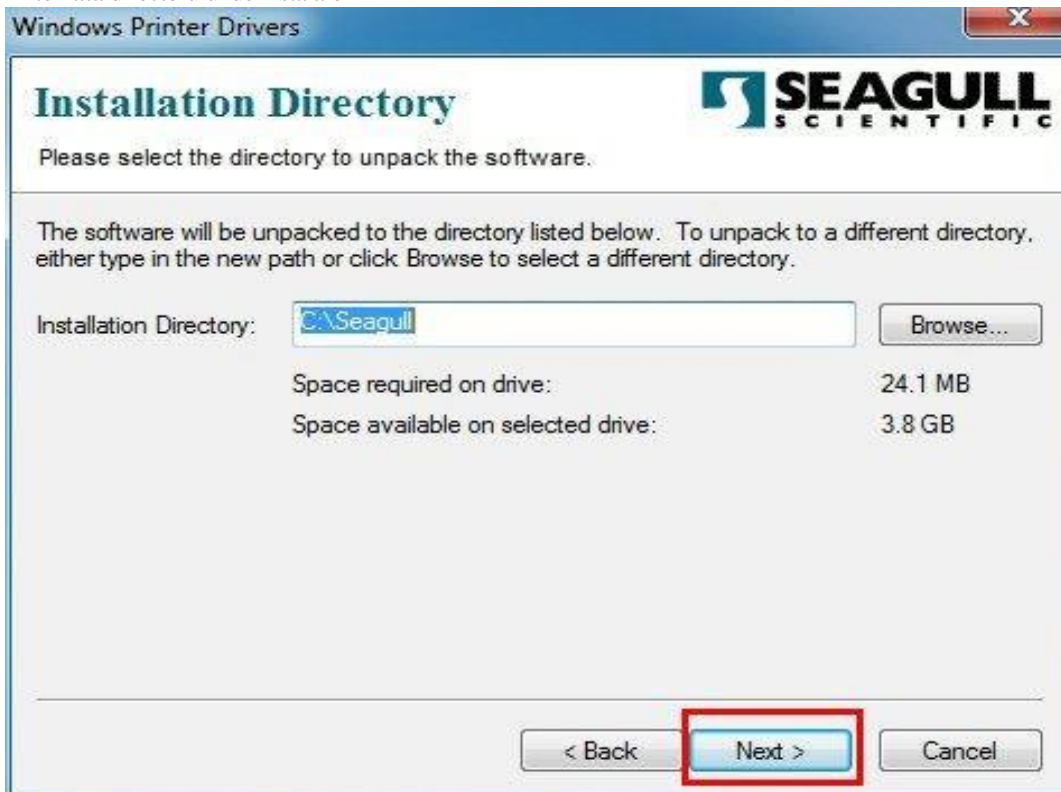 Windows Printer Drivers
Installation Directory
SEAGULL
SCIENTIFIC
Please select the directory to unpack the software.
The software will be unpacked to the directory listed below. To unpack to a different directory,
either type in the new path or click Browse to select a different directory.
Installation Directory: C:\Seagull Browse...
Space required on drive: 24.1 MB
Space available on selected drive: 3.8 GB
< Back Next > Cancel